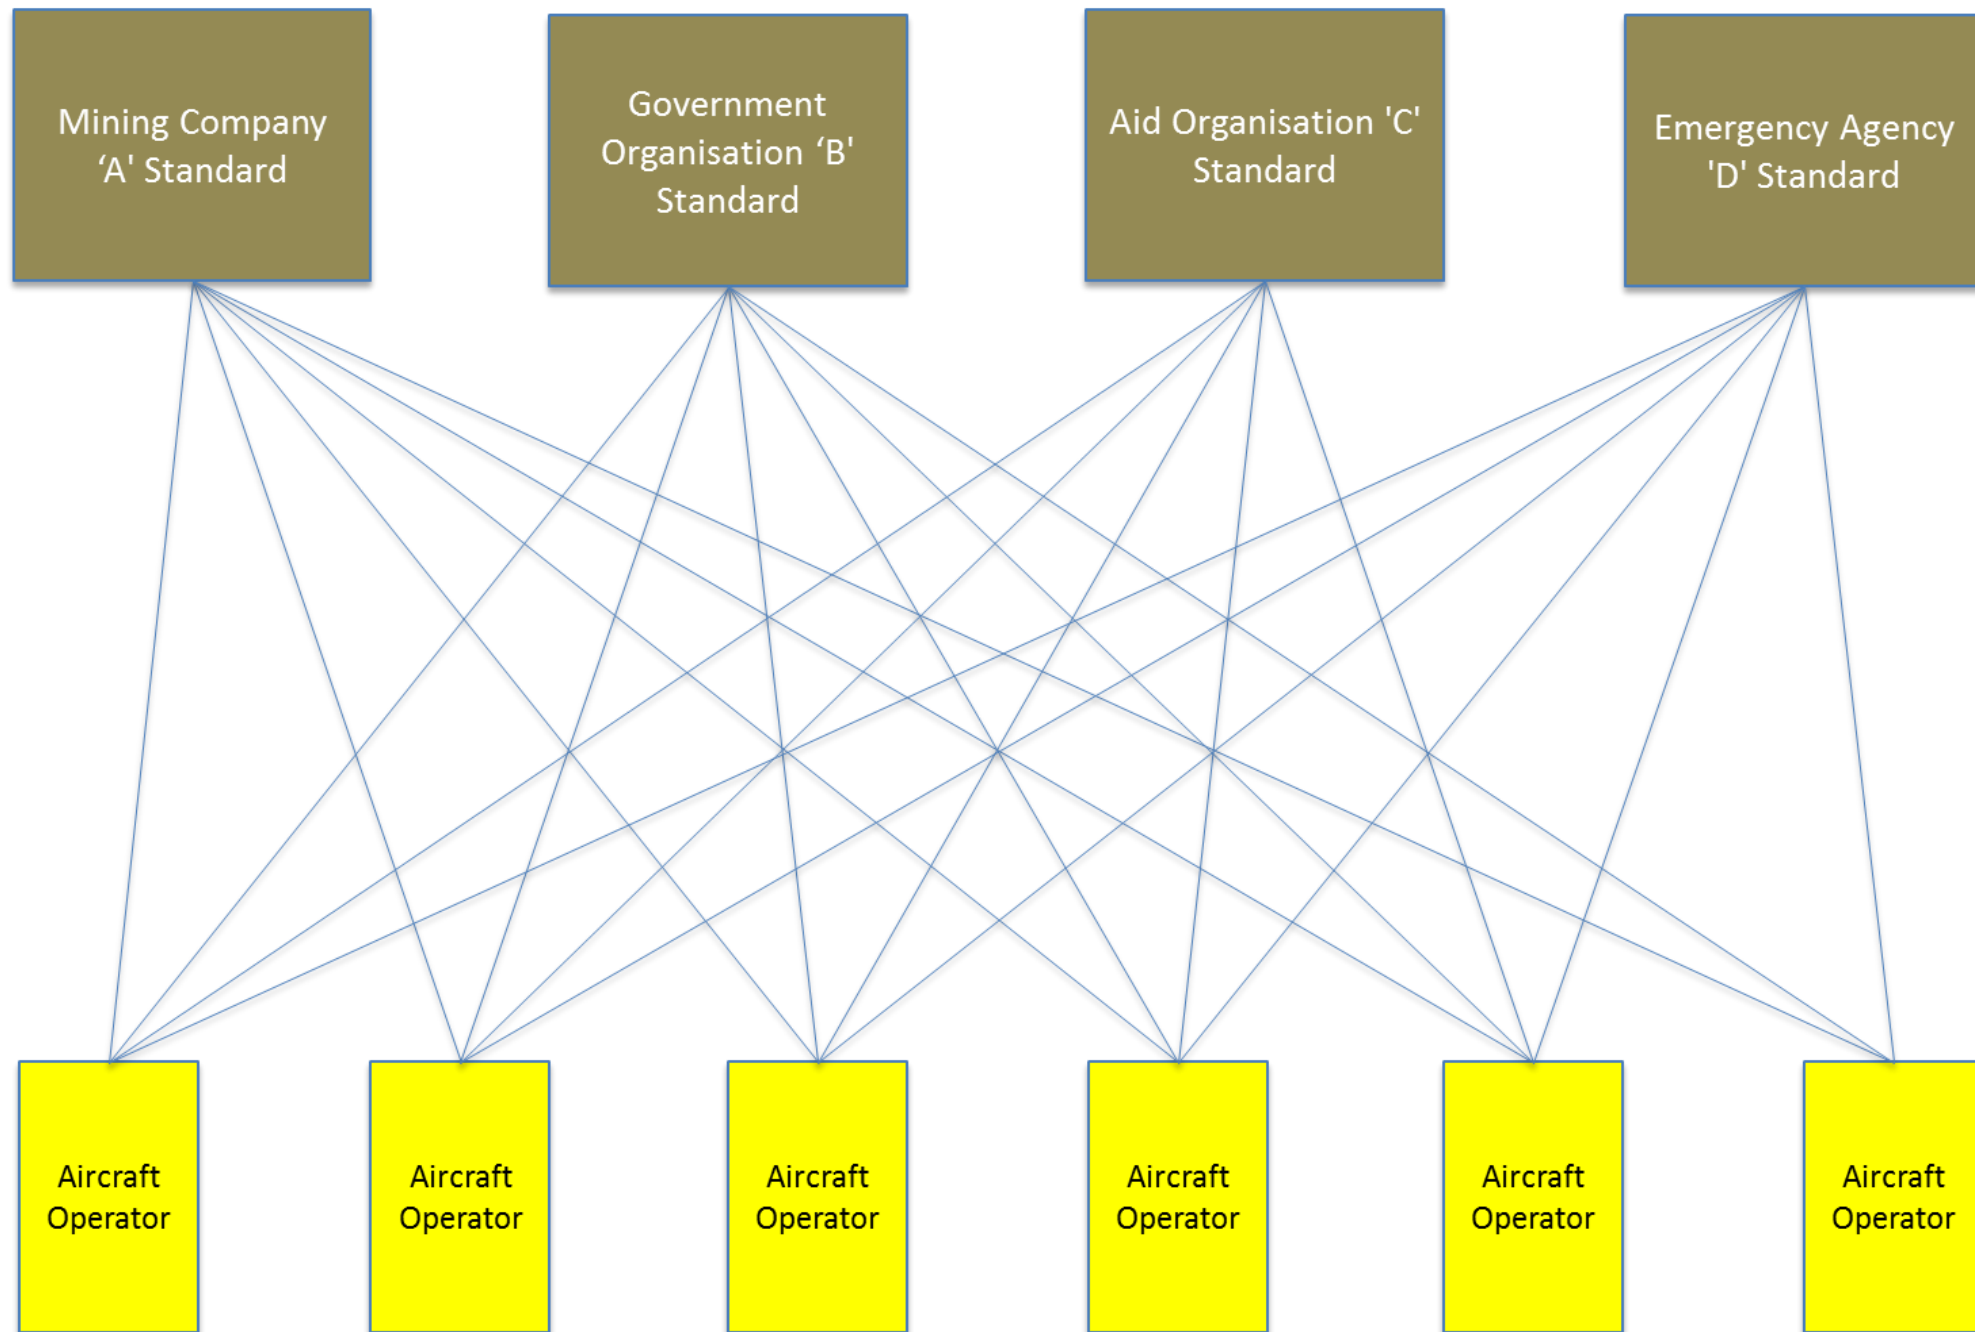 Mining Company
‘A' Standard
Government
Organisation ‘B'
Standard
Aid Organisation 'C'
Standard
Emergency Agency
'D' Standard
Aircraft
Operator
Aircraft
Operator
Aircraft
Operator
Aircraft
Operator
Aircraft
Operator
Aircraft
Operator